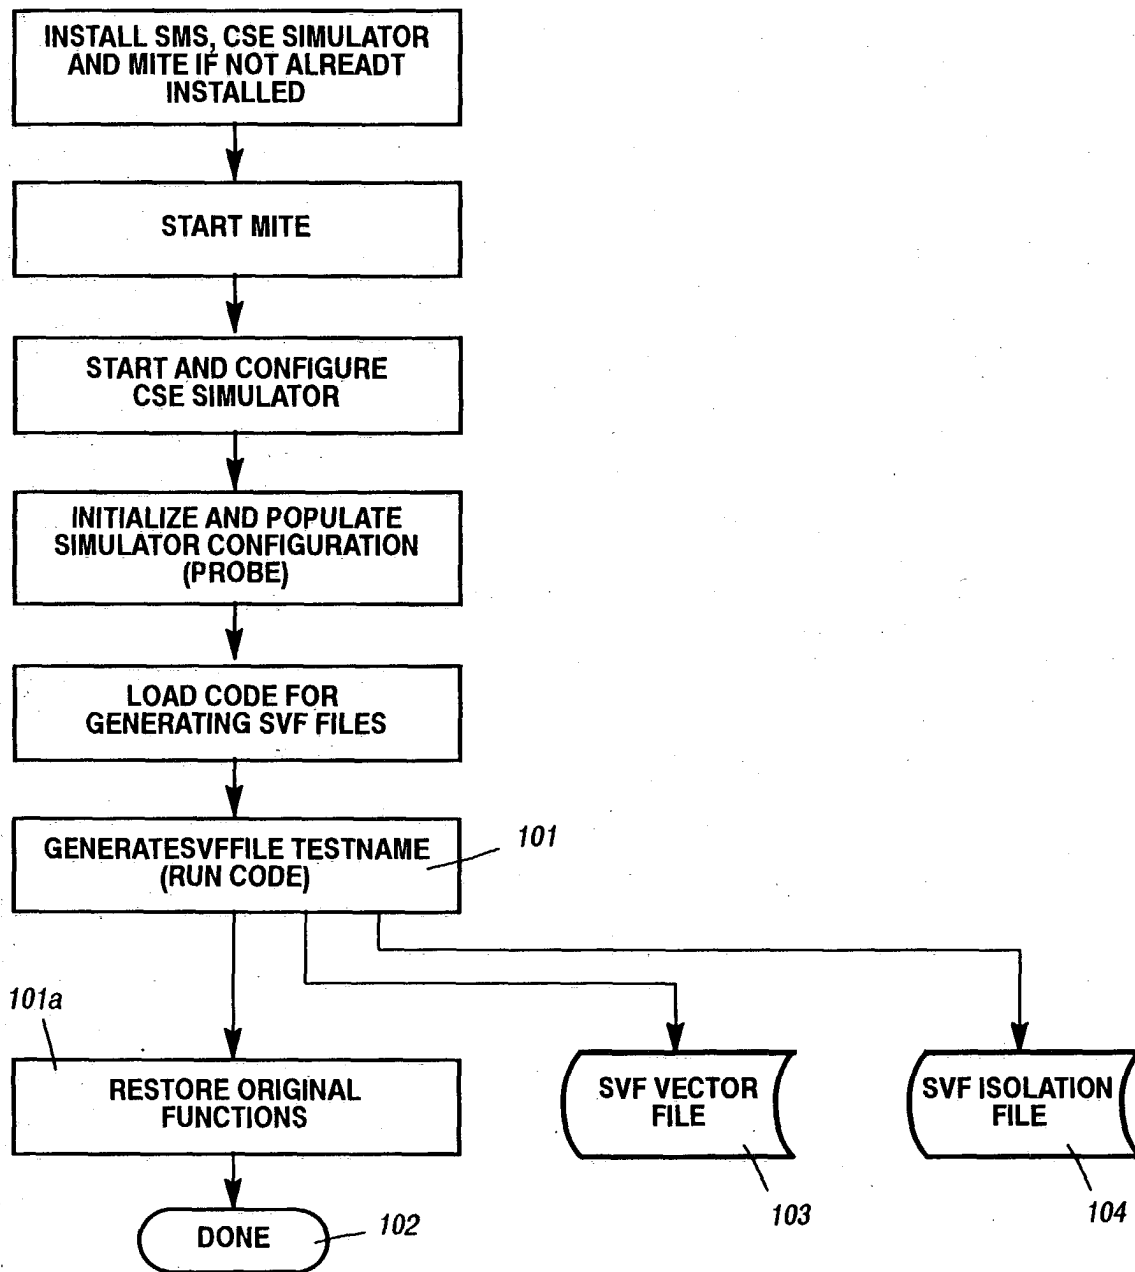 INSTALL SMS, CSE SIMULATOR
AND MITE IF NOT ALREADT
INSTALLED
START MITE
START AND CONFIGURE
CSE SIMULATOR
INITIALIZE AND POPULATE
SIMULATOR CONFIGURATION
(PROBE)
LOAD CODE FOR
GENERATING SVF FILES
GENERATESVFFILE TESTNAME
(RUN CODE)
101
101a
RESTORE ORIGINAL
FUNCTIONS
SVF VECTOR
FILE
103
SVF ISOLATION
FILE
104
DONE
102